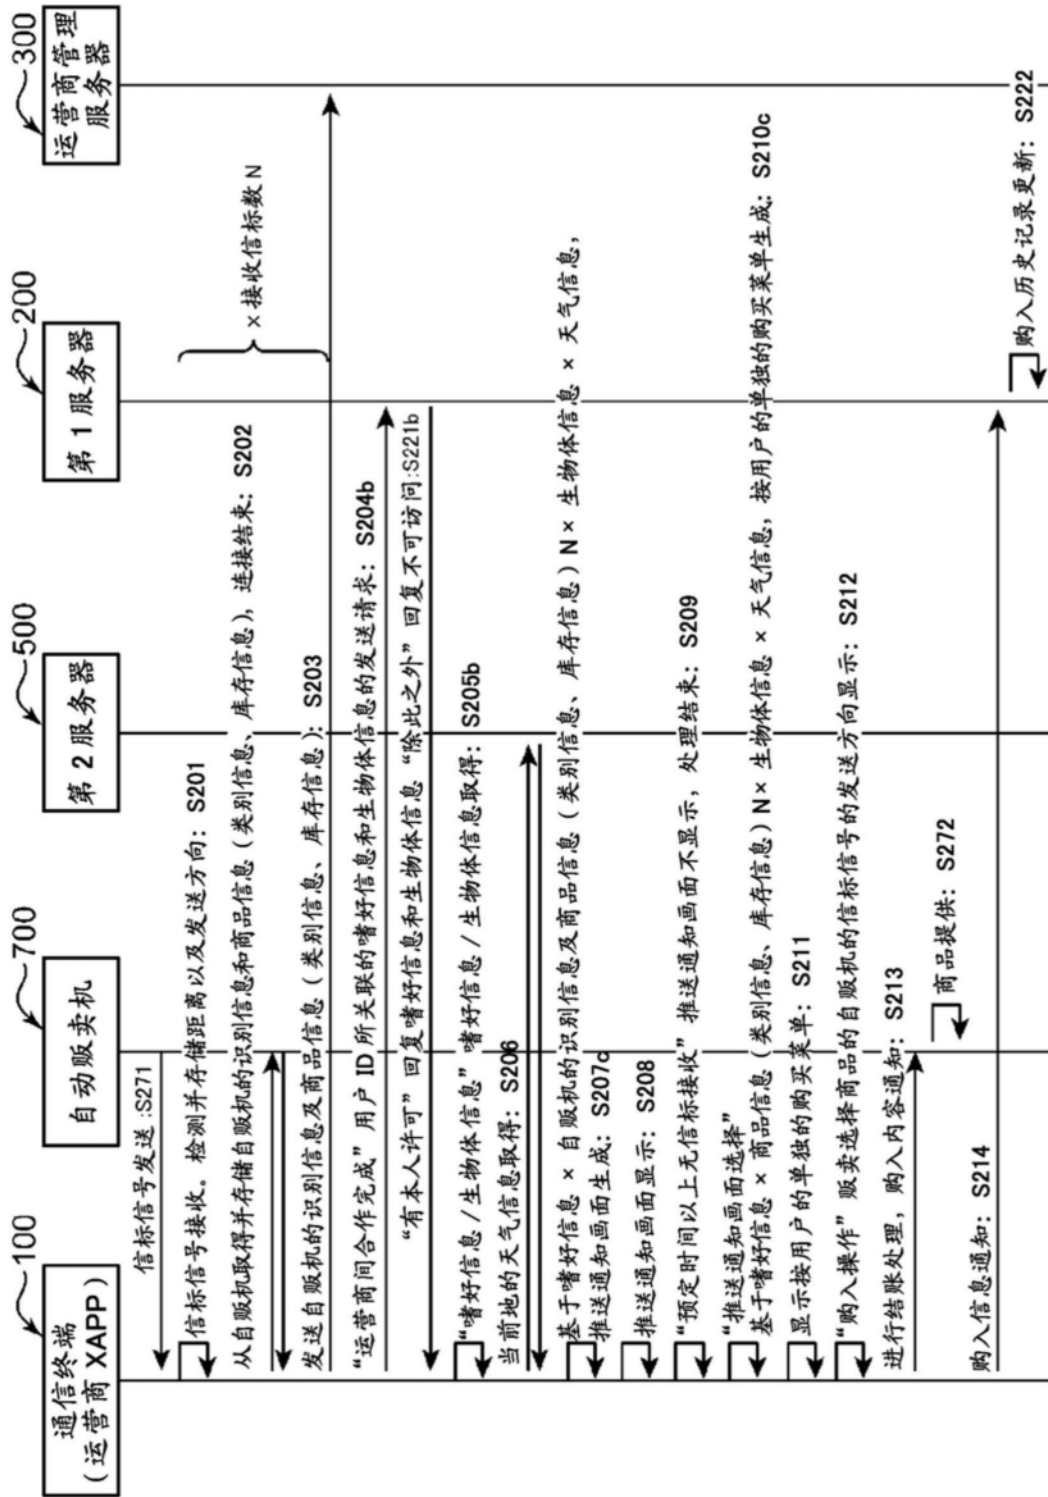 100
通信终端
(运营商 XAPP)
700
自动贩卖机
500
第 2 服务器
200
第 1 服务器
300
运营商管理
服务器
信标信号发送 :S271
信标信号接收。检测并存储距离以及发送方向: S201
从自贩机取得并存储自贩机的识别信息和商品信息 (类别信息、库存信息), 连接结束: S202
×接收信标数 N
发送自贩机的识别信息及商品信息 (类别信息、库存信息): S203
“运营商间合作完成” 用户 ID 所关联的嗜好信息和生物体信息的发送请求: S204b
“有本人许可” 回复嗜好信息和生物体信息 “除此之外” 回复不可访问:S221b
“嗜好信息 / 生物体信息” 嗜好信息 / 生物体信息取得: S205b
当前地的天气信息取得: S206
基于嗜好信息 × 自贩机的识别信息及商品信息 (类别信息、库存信息) N× 生物体信息 × 天气信息,
推送通知画面生成: S207c
推送通知画面显示: S208
“预定时间以上无信标接收” 推送通知画面不显示, 处理结束: S209
“推送通知画面选择”
基于嗜好信息 × 商品信息 (类别信息、库存信息) N× 生物体信息 × 天气信息, 按用户的单独的购买菜单生成: S210c
显示按用户的单独的购买菜单: S211
“购入操作” 贩卖选择商品的自贩机的信标信号的发送方向显示: S212
进行结账处理, 购入内容通知: S213
商品提供: S272
购入信息通知: S214
购入历史记录更新: S222